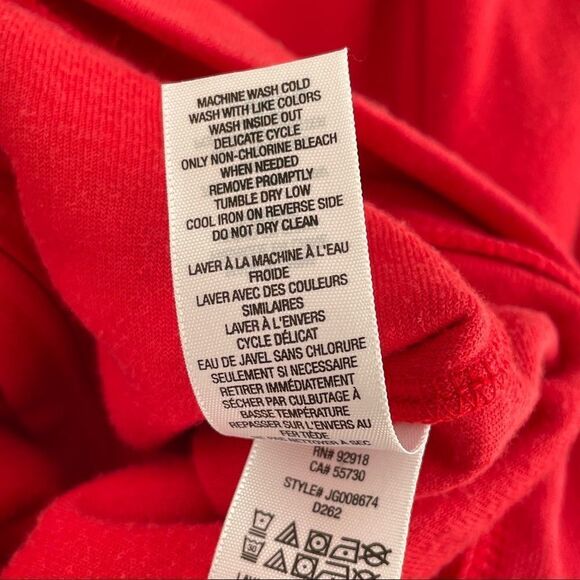 MACHINE WASH COLD
WASH WITH LIKE COLORS
WASH INSIDE OUT
DELICATE CYCLE
ONLY NON-CHLORINE BLEACH
WHEN NEEDED
REMOVE PROMPTLY
TUMBLE DRY LOW
COOL IRON ON REVERSE SIDE
DO NOT DRY CLEAN
LAVER À LA MACHINE À L'EAU
FROIDE
LAVER AVEC DES COULEURS
SIMILAIRES
LAVER À L'ENVERS
CYCLE DÉLICAT
EAU DE JAVEL SANS CHLORURE
SEULEMENT SI NECESSAIRE
RETIRER IMMÉDIATEMENT
SÉCHER PAR CULBUTAGE À
BASSE TEMPÉRATURE
REPASSER SUR L'ENVERS AU
FER TIÈDE
PAS NETTOYER À SEC
RN# 92918
CA# 55730
STYLE# JG008674
D262